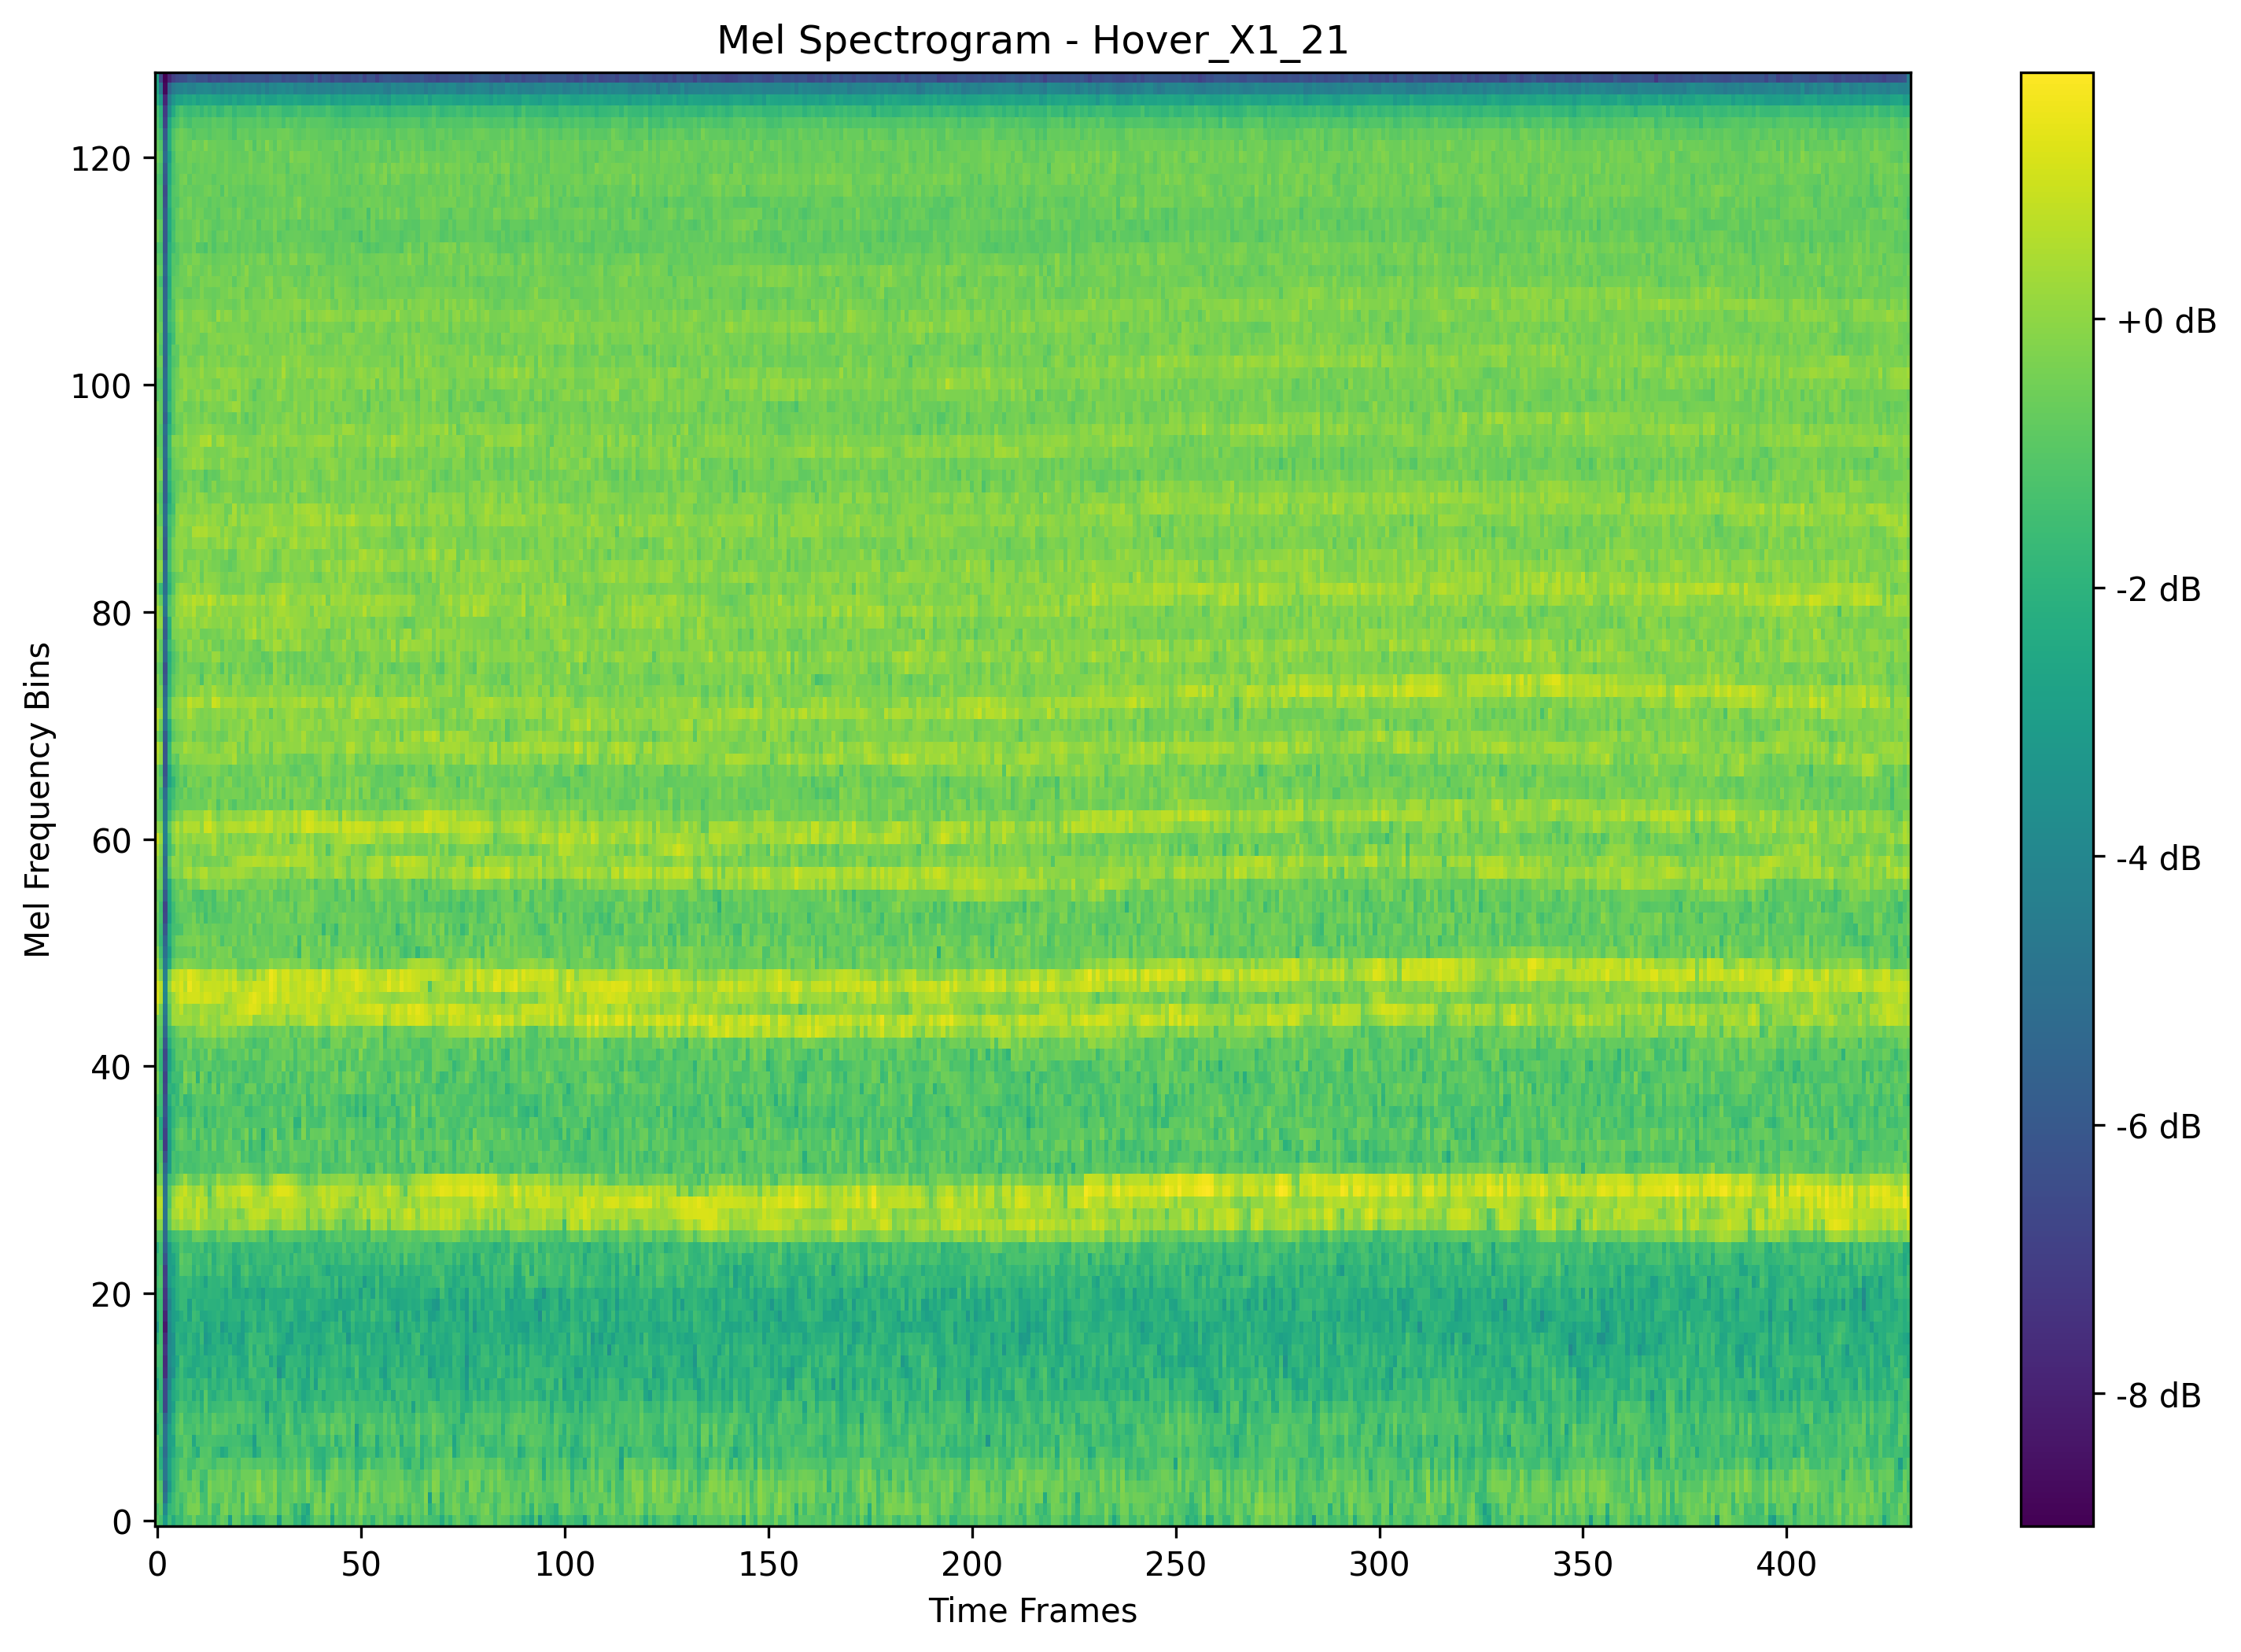 Mel Spectrogram - Hover_X1_21
Mel Frequency Bins
120
100
80
60
40
20
0
0 50 100 150 200 250 300 350 400
Time Frames
+0 dB
-2 dB
-4 dB
-6 dB
-8 dB